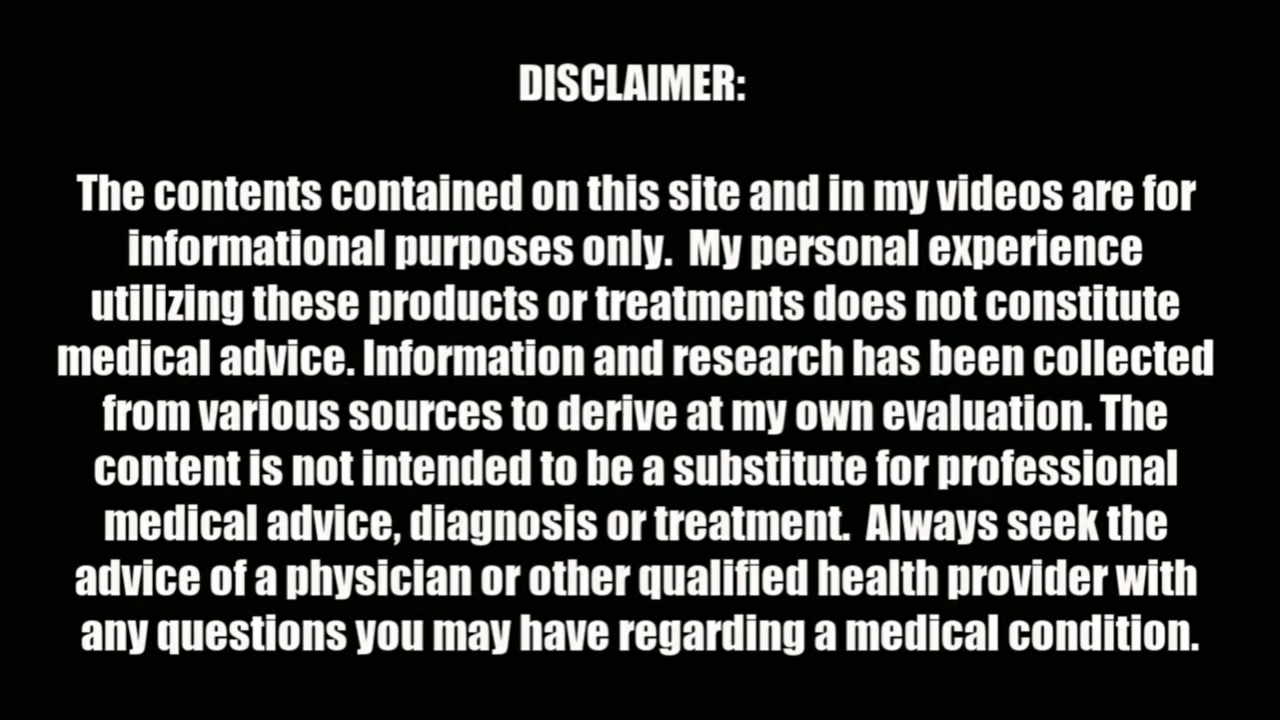 DISCLAIMER:
The contents contained on this site and in my videos are for
informational purposes only.  My personal experience
utilizing these products or treatments does not constitute
medical advice. Information and research has been collected
from various sources to derive at my own evaluation. The
content is not intended to be a substitute for professional
medical advice, diagnosis or treatment.  Always seek the
advice of a physician or other qualified health provider with
any questions you may have regarding a medical condition.